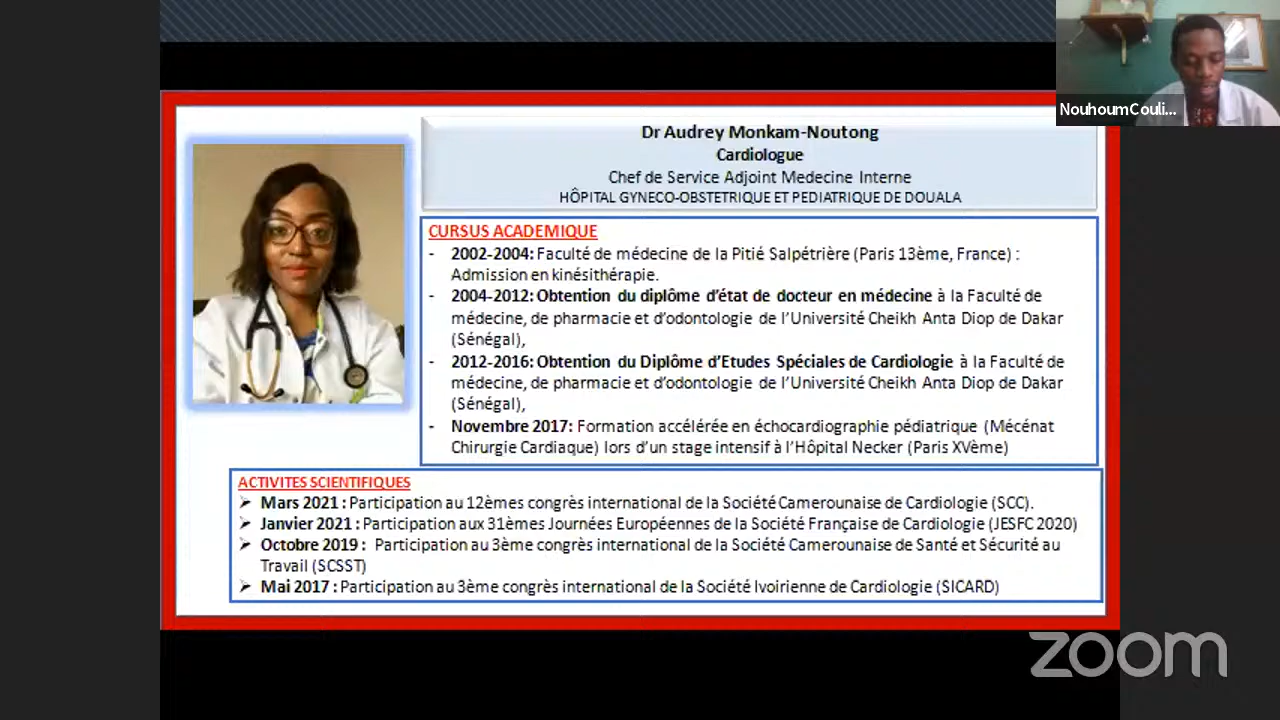 NouhoumCouli...
Dr Audrey Monkam-Noutong
Cardiologue
Chef de Service Adjoint Medecine Interne
HÔPITAL GYNECO-OBSTETRIQUE ET PEDIATRIQUE DE DOUALA
CURSUS ACADEMIQUE
- 2002-2004: Faculté de médecine de la Pitié Salpétrière (Paris 13ème, France) :
Admission en kinésithérapie.
- 2004-2012: Obtention du diplôme d'état de docteur en médecine à la Faculté de
médecine, de pharmacie et d'odontologie de l'Université Cheikh Anta Diop de Dakar
(Sénégal),
- 2012-2016: Obtention du Diplôme d'Etudes Spéciales de Cardiologie à la Faculté de
médecine, de pharmacie et d'odontologie de l'Université Cheikh Anta Diop de Dakar
(Sénégal),
- Novembre 2017: Formation accélérée en échocardiographie pédiatrique (Mécénat
Chirurgie Cardiaque) lors d'un stage intensif à l'Hôpital Necker (Paris XVème)
ACTIVITES SCIENTIFIQUES
➢ Mars 2021 : Participation au 12èmes congrès international de la Société Camerounaise de Cardiologie (SCC).
➢ Janvier 2021 : Participation aux 31èmes Journées Européennes de la Société Française de Cardiologie (JESFC 2020)
➢ Octobre 2019 : Participation au 3ème congrès international de la Société Camerounaise de Santé et Sécurité au
Travail (SCSST)
➢ Mai 2017 : Participation au 3ème congrès international de la Société Ivoirienne de Cardiologie (SICARD)
zoom